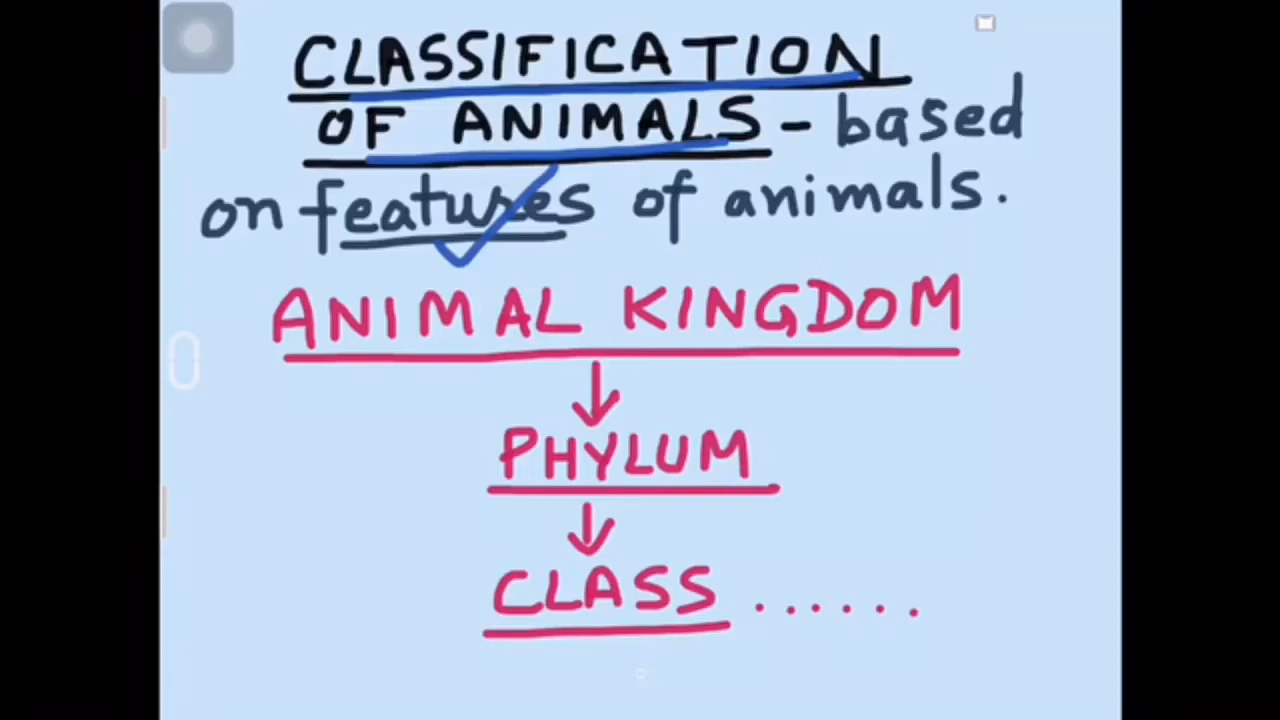 CLASSIFICATION
OF ANIMALS - based
on features of animals.
ANIMAL KINGDOM
↓
PHYLUM
↓
CLASS ......